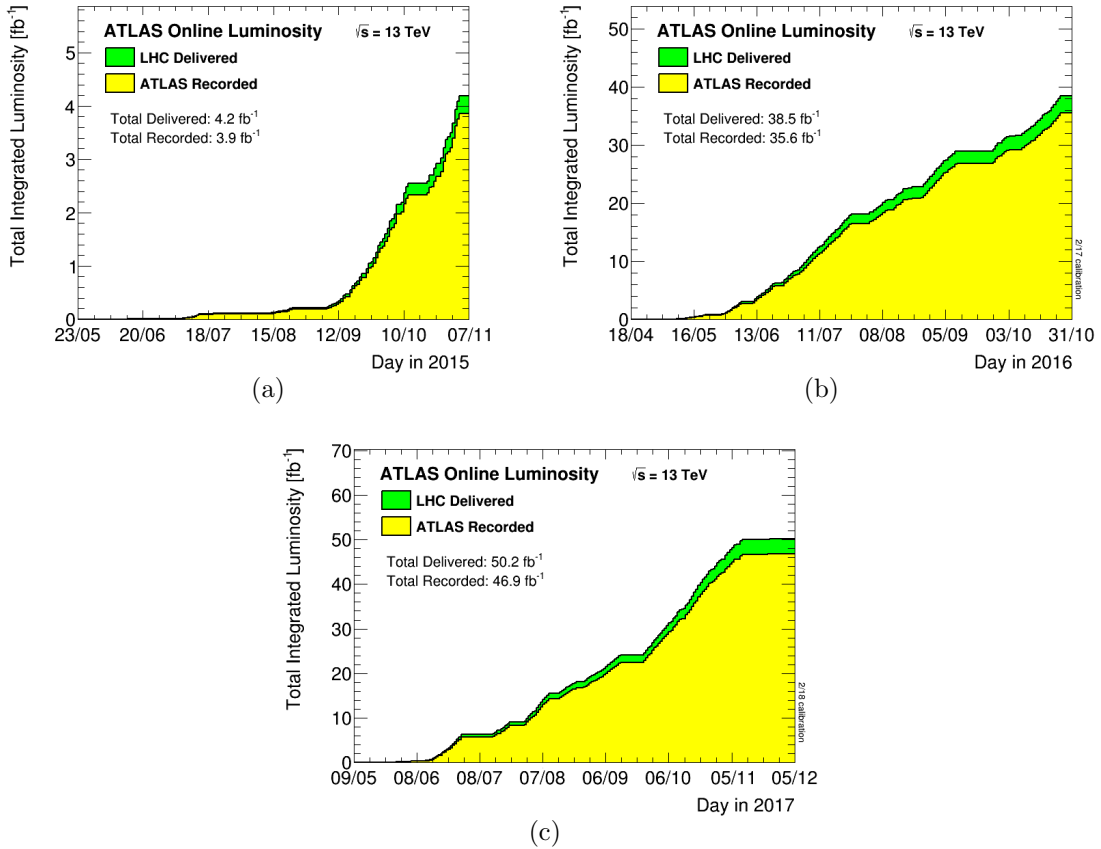 Total Integrated Luminosity [fb⁻¹]
ATLAS Online Luminosity √s = 13 TeV
LHC Delivered
ATLAS Recorded
Total Delivered: 4.2 fb⁻¹
Total Recorded: 3.9 fb⁻¹
5
4
3
2
1
0
23/05 20/06 18/07 15/08 12/09 10/10 07/11
Day in 2015
(a)
Total Integrated Luminosity [fb⁻¹]
ATLAS Online Luminosity √s = 13 TeV
LHC Delivered
ATLAS Recorded
Total Delivered: 38.5 fb⁻¹
Total Recorded: 35.6 fb⁻¹
50
40
30
20
10
0
2/17 calibration
18/04 16/05 13/06 11/07 08/08 05/09 03/10 31/10
Day in 2016
(b)
Total Integrated Luminosity [fb⁻¹]
ATLAS Online Luminosity √s = 13 TeV
LHC Delivered
ATLAS Recorded
Total Delivered: 50.2 fb⁻¹
Total Recorded: 46.9 fb⁻¹
70
60
50
40
30
20
10
0
2/18 calibration
09/05 08/06 08/07 07/08 06/09 06/10 05/11 05/12
Day in 2017
(c)